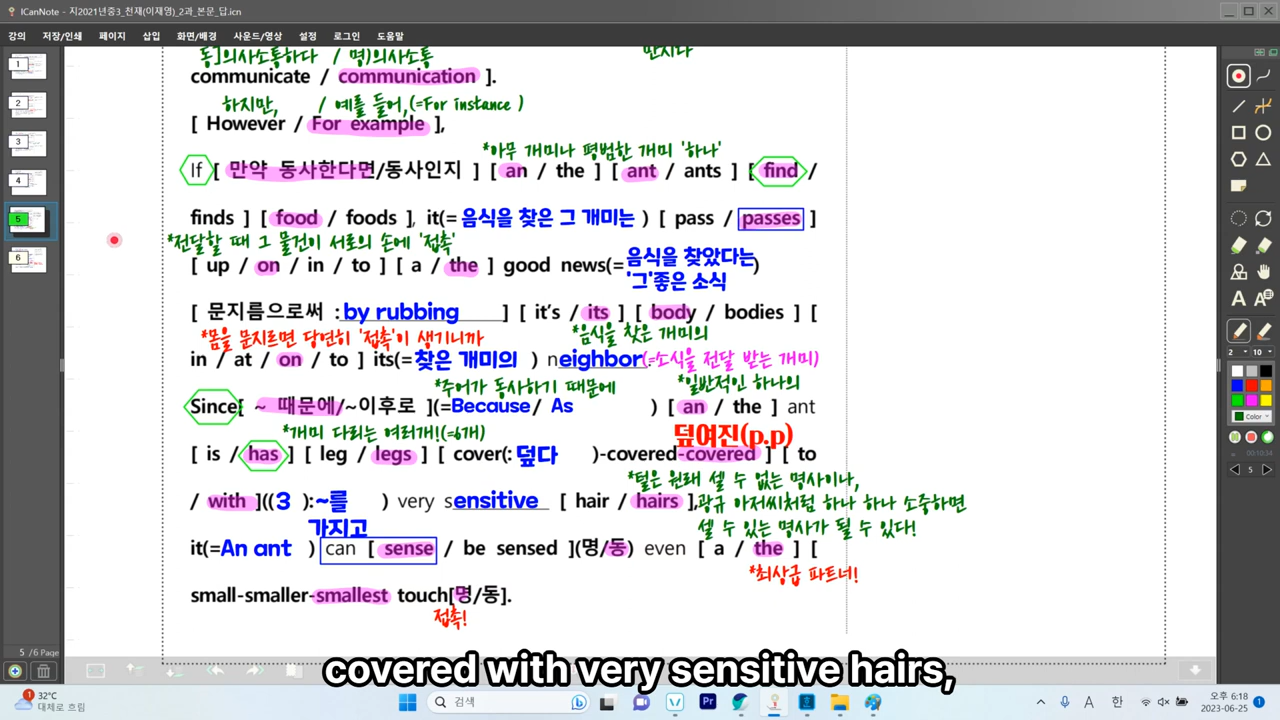 ICanNote - 지2021년중3_천재(이재영)_2과_본문_답.icn
강의 저장/인쇄 페이지 삽입 화면/배경 사운드/영상 설정 로그인 도움말
동]의사소통하다 / 명)의사소통 만지다
communicate / communication ].
하지만, / 예를 들어,(=For instance )
[ However / For example ],
*아무 개미나 평범한 개미 '하나'
If [ 만약 동사한다면/동사인지 ] [ an / the ] [ ant / ants ] [ find /
finds ] [ food / foods ], it(= 음식을 찾은 그 개미는 ) [ pass / passes ]
*전달할 때 그 물건이 서로의 손에 '접촉'
[ up / on / in / to ] [ a / the ] good news(= 음식을 찾았다는 )
'그'좋은 소식
[ 문지름으로써 : by rubbing ] [ it's / its ] [ body / bodies ] [
*몸을 문지르면 당연히 '접촉'이 생기니까 *음식을 찾은 개미의
in / at / on / to ] its(= 찾은 개미의 ) neighbor(=소식을 전달 받는 개미).
*주어가 동사하기 때문에 *일반적인 하나의
Since[ ~ 때문에/~이후로 ](=Because/ As ) [ an / the ] ant
*개미 다리는 여러개!(=6개) 덮여진(p.p)
[ is / has ] [ leg / legs ] [ cover(: 덮다 )-covered-covered ] [ to
*털은 원래 셀 수 없는 명사이나,
/ with ]((3 ):~를 ) very sensitive [ hair / hairs ], 광규 아저씨처럼 하나 하나 소중하면
가지고 셀 수 있는 명사가 될 수 있다!
it(=An ant ) can [ sense / be sensed ](명/동) even [ a / the ] [
*최상급 파트너!
small-smaller-smallest touch[명/동].
접촉!
covered with very sensitive hairs,
1
2
3
4
5
6
2 10
Color
00:10:34
5
5 /6 Page
32°C
대체로 흐림
검색
A 한
오후 6:18
2023-06-25